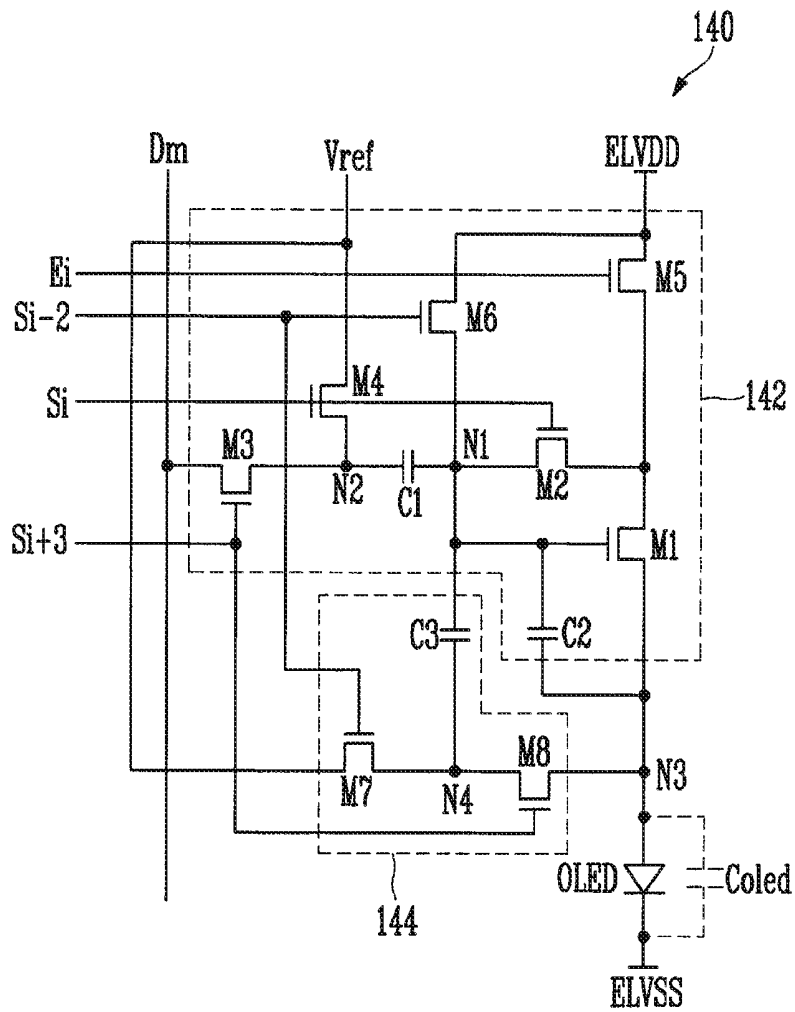 140
Dm
Vref
ELVDD
Ei
M5
Si-2
M6
M4
Si
142
M3
N1
N2
C1
M2
Si+3
M1
C3
C2
M8
M7
N4
N3
OLED
Coled
144
ELVSS